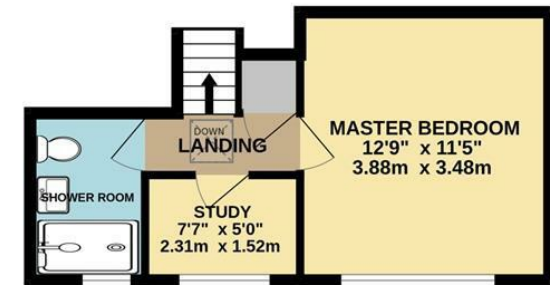 DOWN
LANDING
MASTER BEDROOM
12'9" x 11'5"
3.88m x 3.48m
SHOWER ROOM
STUDY
7'7" x 5'0"
2.31m x 1.52m